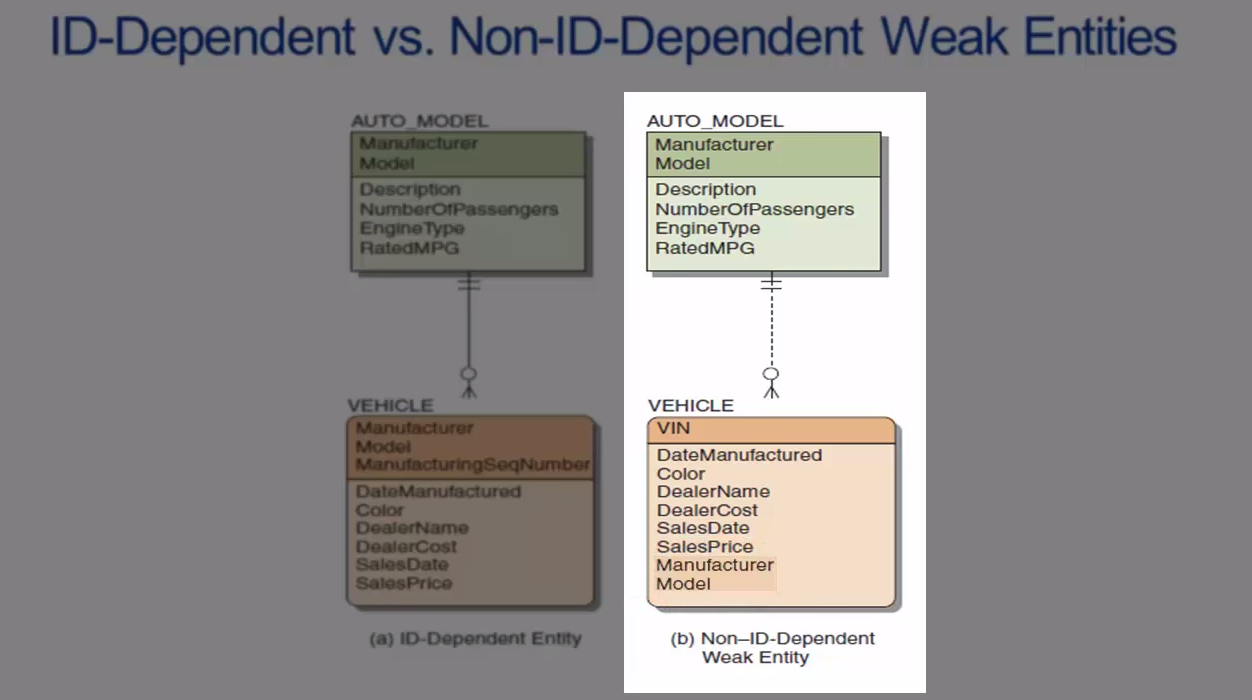 ID-Dependent vs. Non-ID-Dependent Weak Entities
AUTO_MODEL
Manufacturer
Model
Description
NumberOfPassengers
EngineType
RatedMPG
VEHICLE
Manufacturer
Model
ManufacturingSeqNumber
DateManufactured
Color
DealerName
DealerCost
SalesDate
SalesPrice
(a) ID-Dependent Entity
AUTO_MODEL
Manufacturer
Model
Description
NumberOfPassengers
EngineType
RatedMPG
VEHICLE
VIN
DateManufactured
Color
DealerName
DealerCost
SalesDate
SalesPrice
Manufacturer
Model
(b) Non–ID-Dependent
Weak Entity